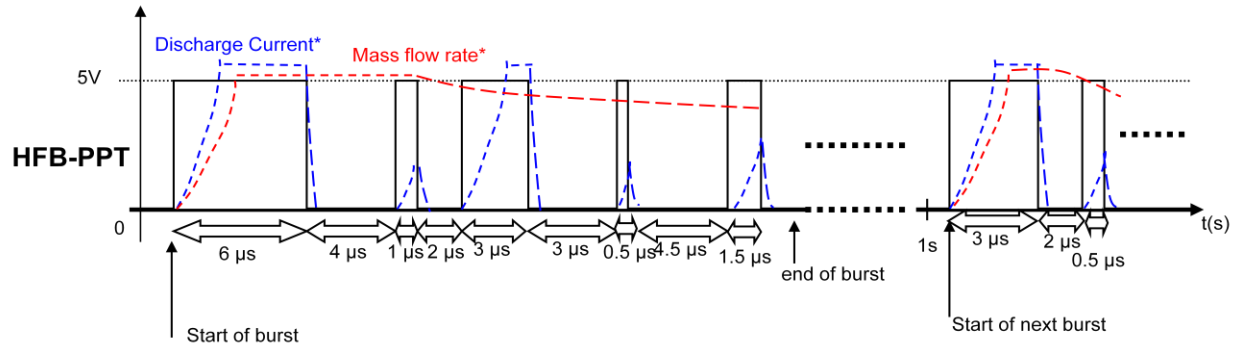 Discharge Current*
Mass flow rate*
5V
HFB-PPT
0
t(s)
1s
6 µs
4 µs
1 µs
2 µs
3 µs
3 µs
0.5 µs
4.5 µs
1.5 µs
3 µs
2 µs
0.5 µs
end of burst
Start of burst
Start of next burst